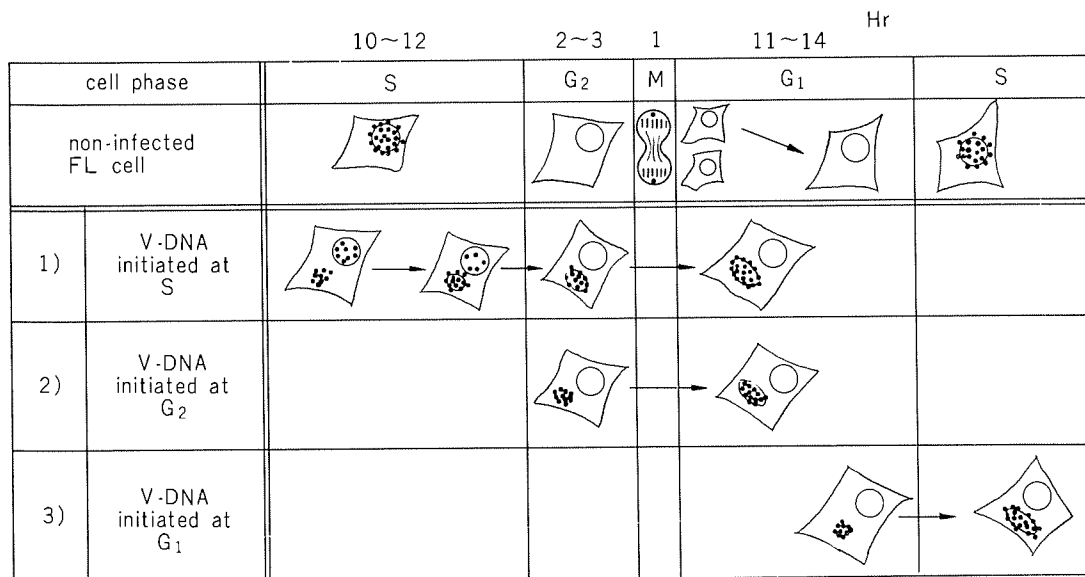 Hr
10~12 2~3 1 11~14
cell phase S G₂ M G₁ S
non-infected
FL cell
1) V-DNA
initiated at
S
2) V-DNA
initiated at
G₂
3) V-DNA
initiated at
G₁